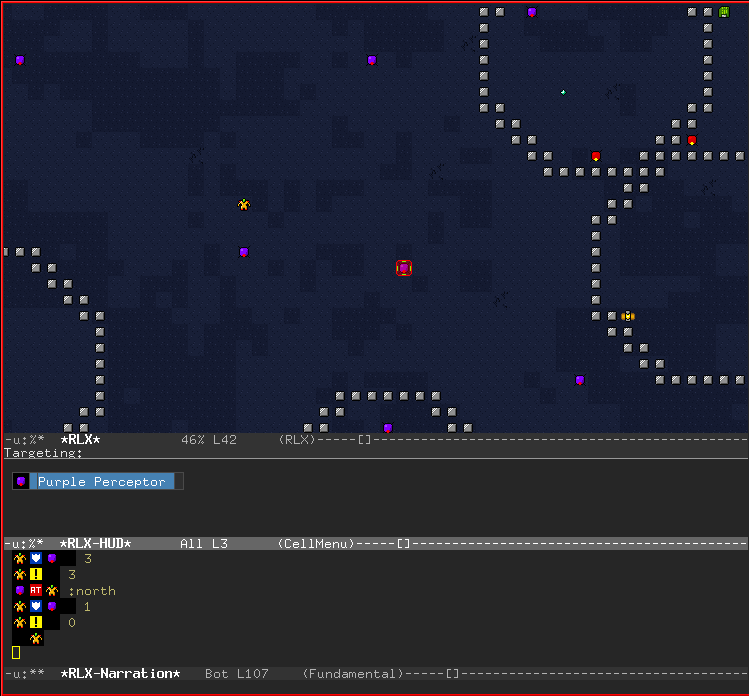 -u:%*  *RLX*          46% L42     (RLX)-----[]-----------------------------------------------
Targeting:
Purple Perceptor
-u:%*  *RLX-HUD*      All L3      (CellMenu)-----[]------------------------------------------
3
! 3
AT :north
1
! 0
-u:**  *RLX-Narration*   Bot L107    (Fundamental)-----[]------------------------------------